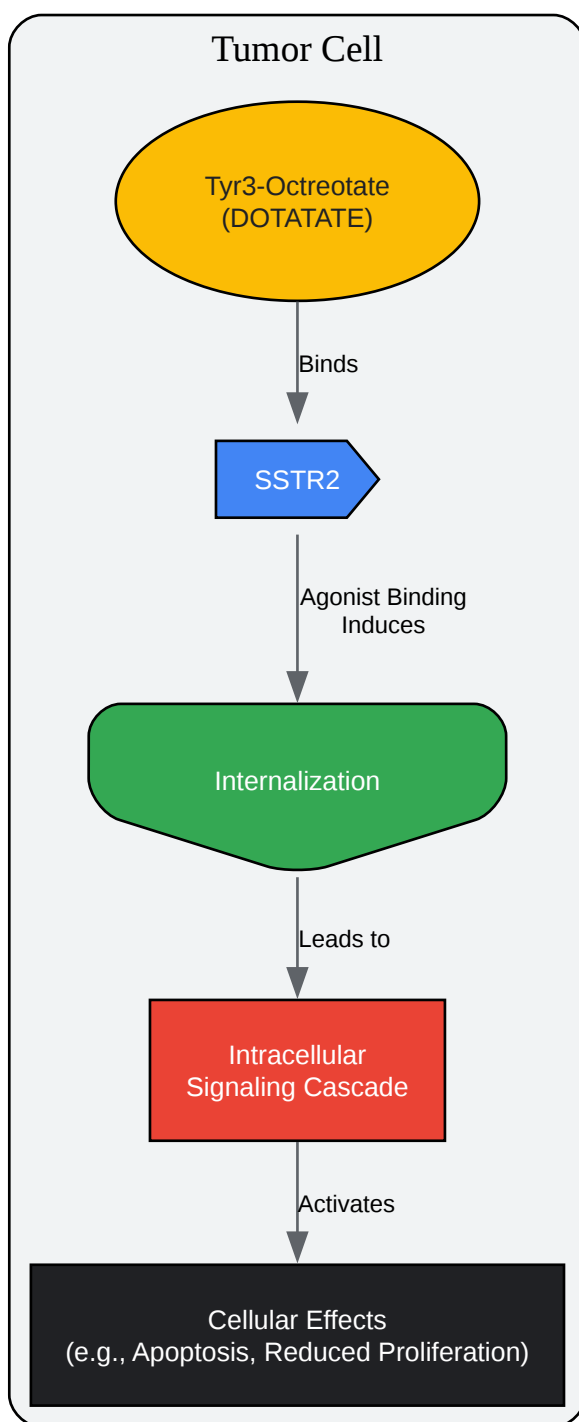 Tumor Cell
Tyr3-Octreotate
(DOTATATE)
Binds
SSTR2
Agonist Binding
Induces
Internalization
Leads to
Intracellular
Signaling Cascade
Activates
Cellular Effects
(e.g., Apoptosis, Reduced Proliferation)